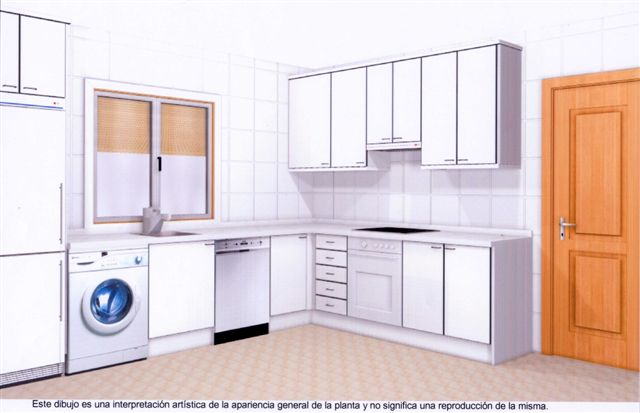 Este dibujo es una interpretación artística de la apariencia general de la planta y no significa una reproducción de la misma.